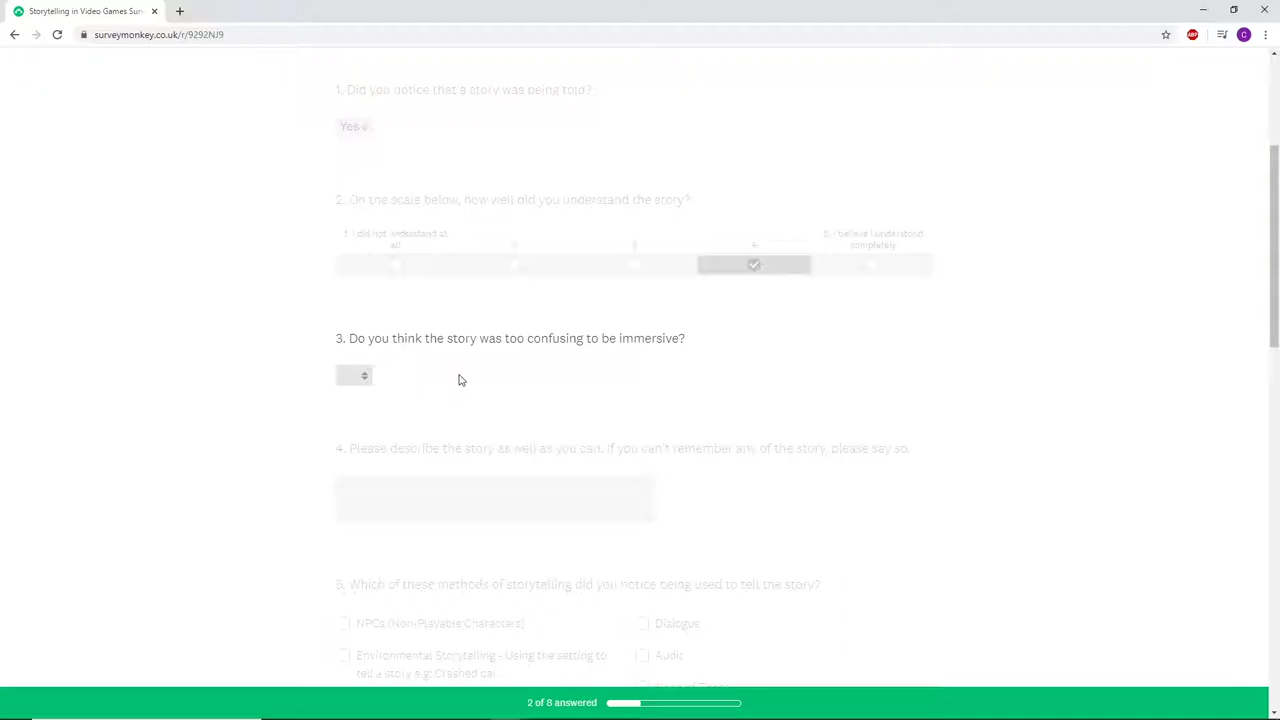 Storytelling in Video Games Sur
surveymonkey.co.uk/r/9292NJ9
ABP
C
1. Did you notice that a story was being told?
Yes
2. On the scale below, how well did you understand the story?
1. I did not understand at all
4
5. I believe I understood completely
3. Do you think the story was too confusing to be immersive?
4. Please describe the story as well as you can. If you can't remember any of the story, please say so.
5. Which of these methods of storytelling did you notice being used to tell the story?
NPCs (Non-Playable Characters)
Dialogue
Environmental Storytelling - Using the setting to
tell a story e.g. Crashed car
Audio
2 of 8 answered